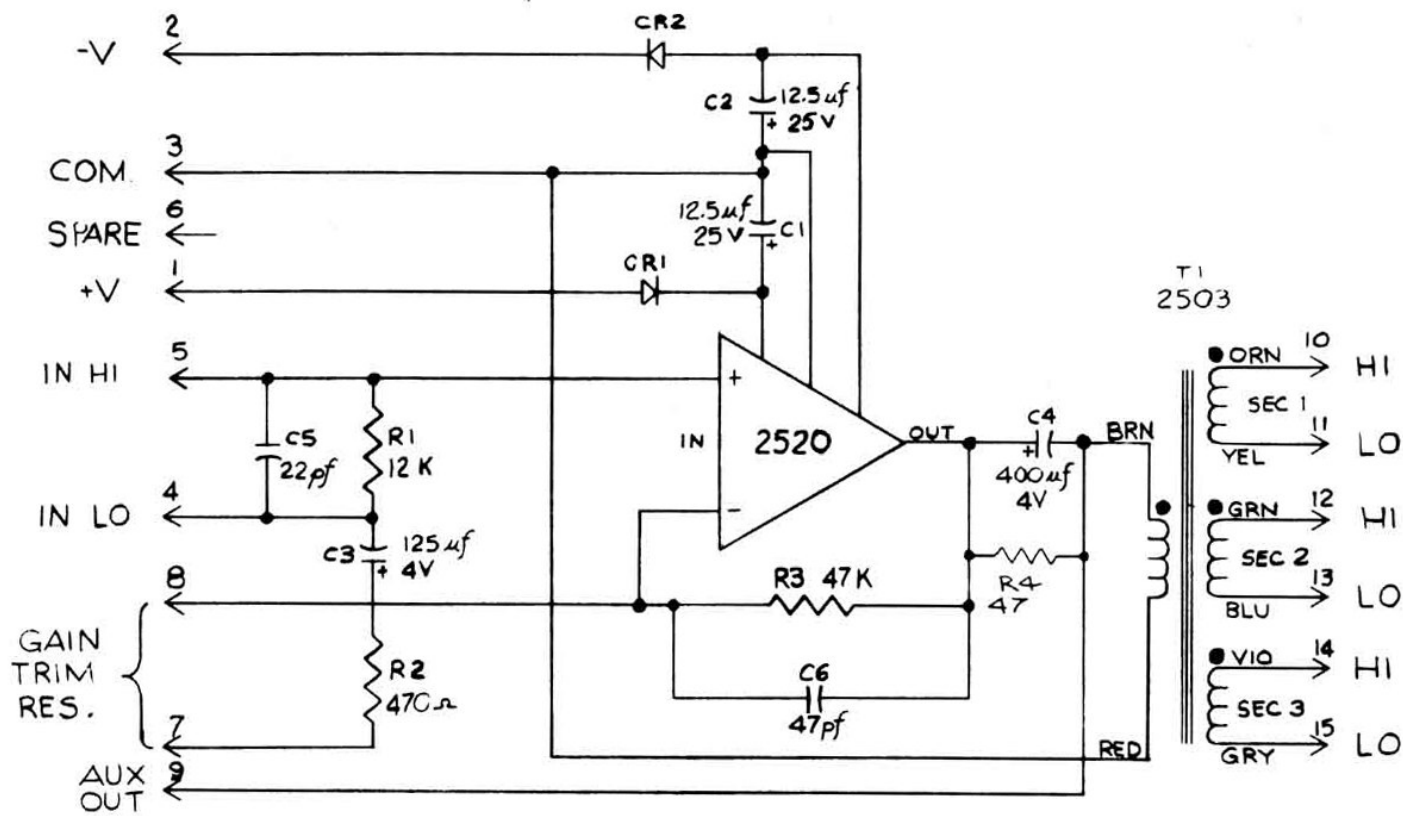 2
-V
CR2
C2
12.5uf
+ 25V
3
COM.
6
SPARE
12.5uf
25V
+
C1
1
+V
CR1
T1
2503
5
IN HI
C5
22pf
R1
12K
4
IN LO
C3
125uf
+ 4V
+
IN
2520
-
OUT
C4
+
400uf
4V
BRN
R4
47
R3 47K
C6
47pf
8
GAIN
TRIM
RES.
R2
470Ω
7
RED
9
AUX
OUT
ORN
10
HI
SEC 1
11
LO
YEL
GRN
12
HI
SEC 2
13
LO
BLU
VIO
14
HI
SEC 3
15
LO
GRY